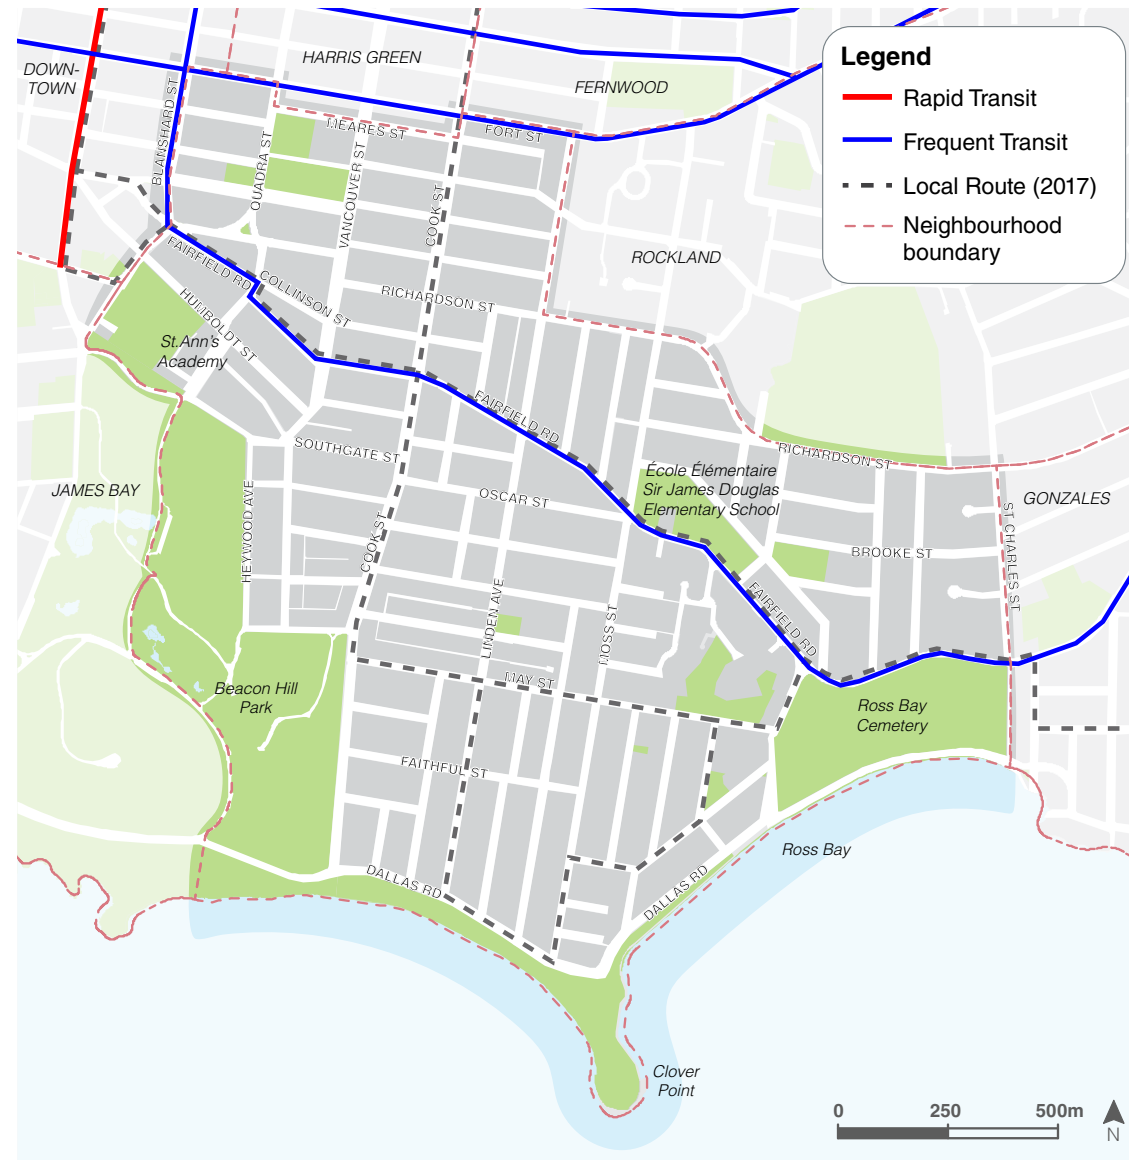 Legend
Rapid Transit
Frequent Transit
Local Route (2017)
Neighbourhood
boundary
DOWN-
TOWN
HARRIS GREEN
FERNWOOD
BLANSHARD ST
MEARES ST
FORT ST
QUADRA ST
VANCOUVER ST
COOK ST
ROCKLAND
FAIRFIELD RD
COLLINSON ST
RICHARDSON ST
HUMBOLDT ST
St.Ann's
Academy
FAIRFIELD RD
SOUTHGATE ST
RICHARDSON ST
École Élémentaire
Sir James Douglas
Elementary School
JAMES BAY
HEYWOOD AVE
OSCAR ST
COOK ST
GONZALES
ST CHARLES ST
BROOKE ST
LINDEN AVE
MOSS ST
FAIRFIELD RD
MAY ST
Beacon Hill
Park
Ross Bay
Cemetery
FAITHFUL ST
Ross Bay
DALLAS RD
DALLAS RD
Clover
Point
0 250 500m
N